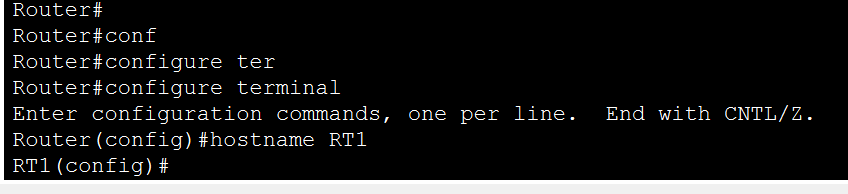 Router#
Router#conf
Router#configure ter
Router#configure terminal
Enter configuration commands, one per line.  End with CNTL/Z.
Router(config)#hostname RT1
RT1(config)#